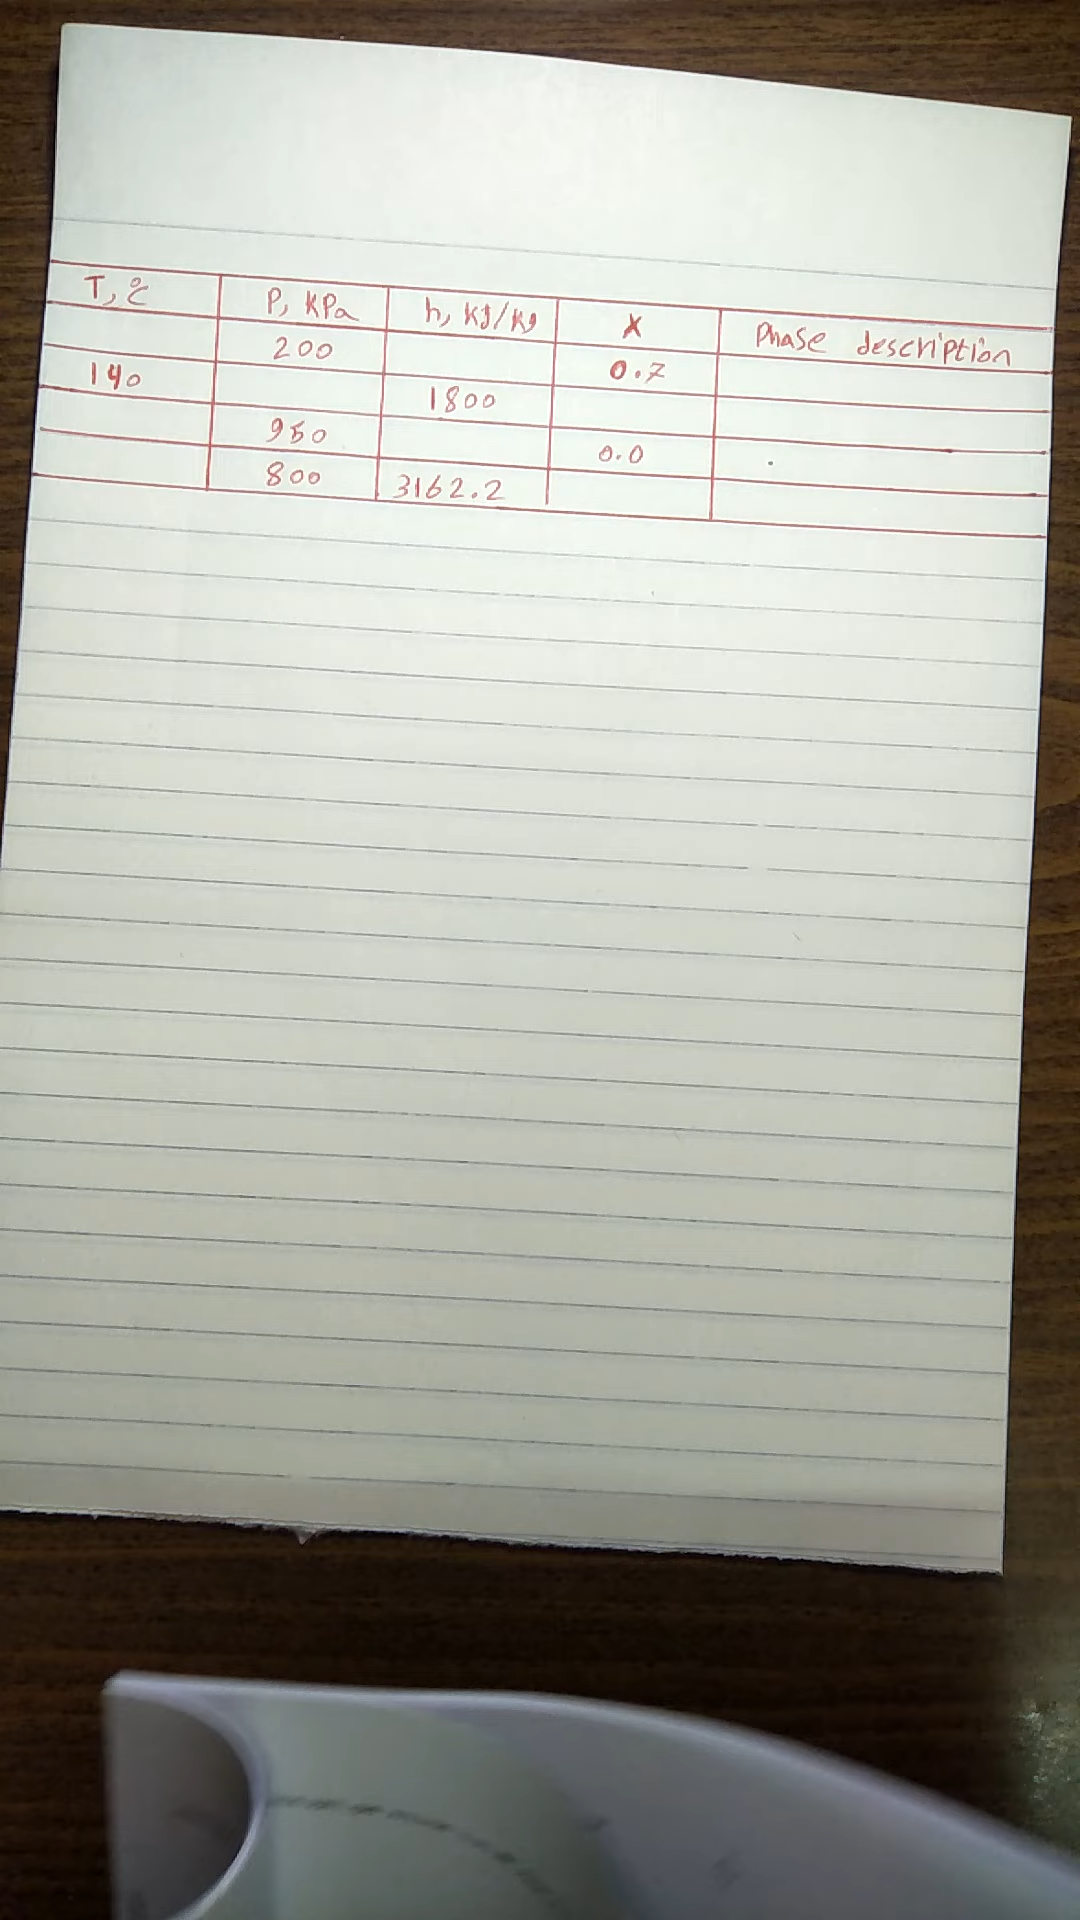 T, °C P, kPa h, kJ/kg x Phase description
200 0.7
140 1800
950 0.0
800 3162.2